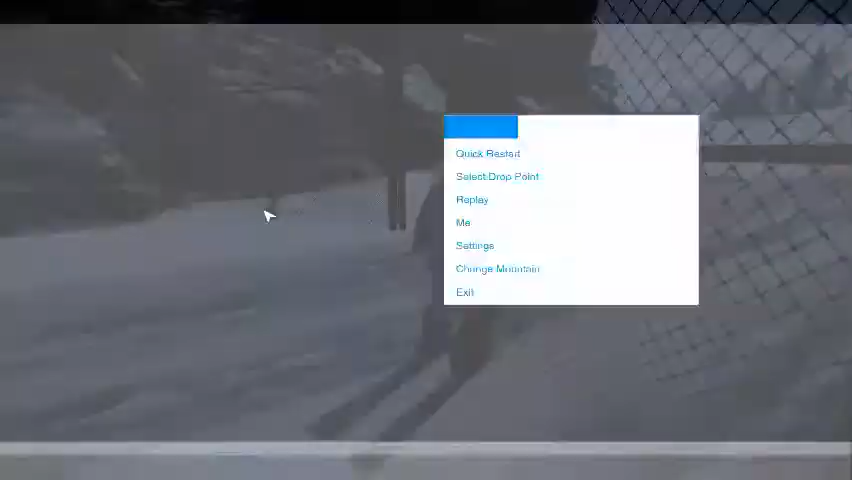 Quick Restart
Select Drop Point
Replay
Me
Settings
Change Mountain
Exit